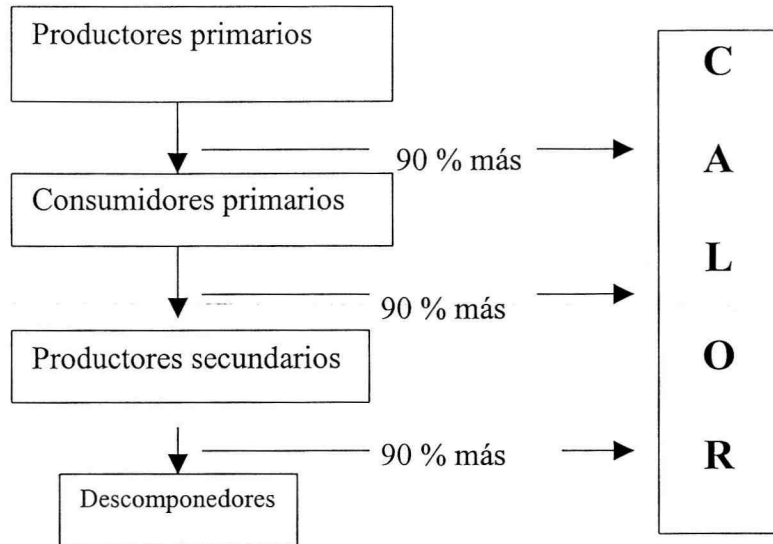 Productores primarios
90 % más
Consumidores primarios
90 % más
Productores secundarios
90 % más
Descomponedores
C
A
L
O
R